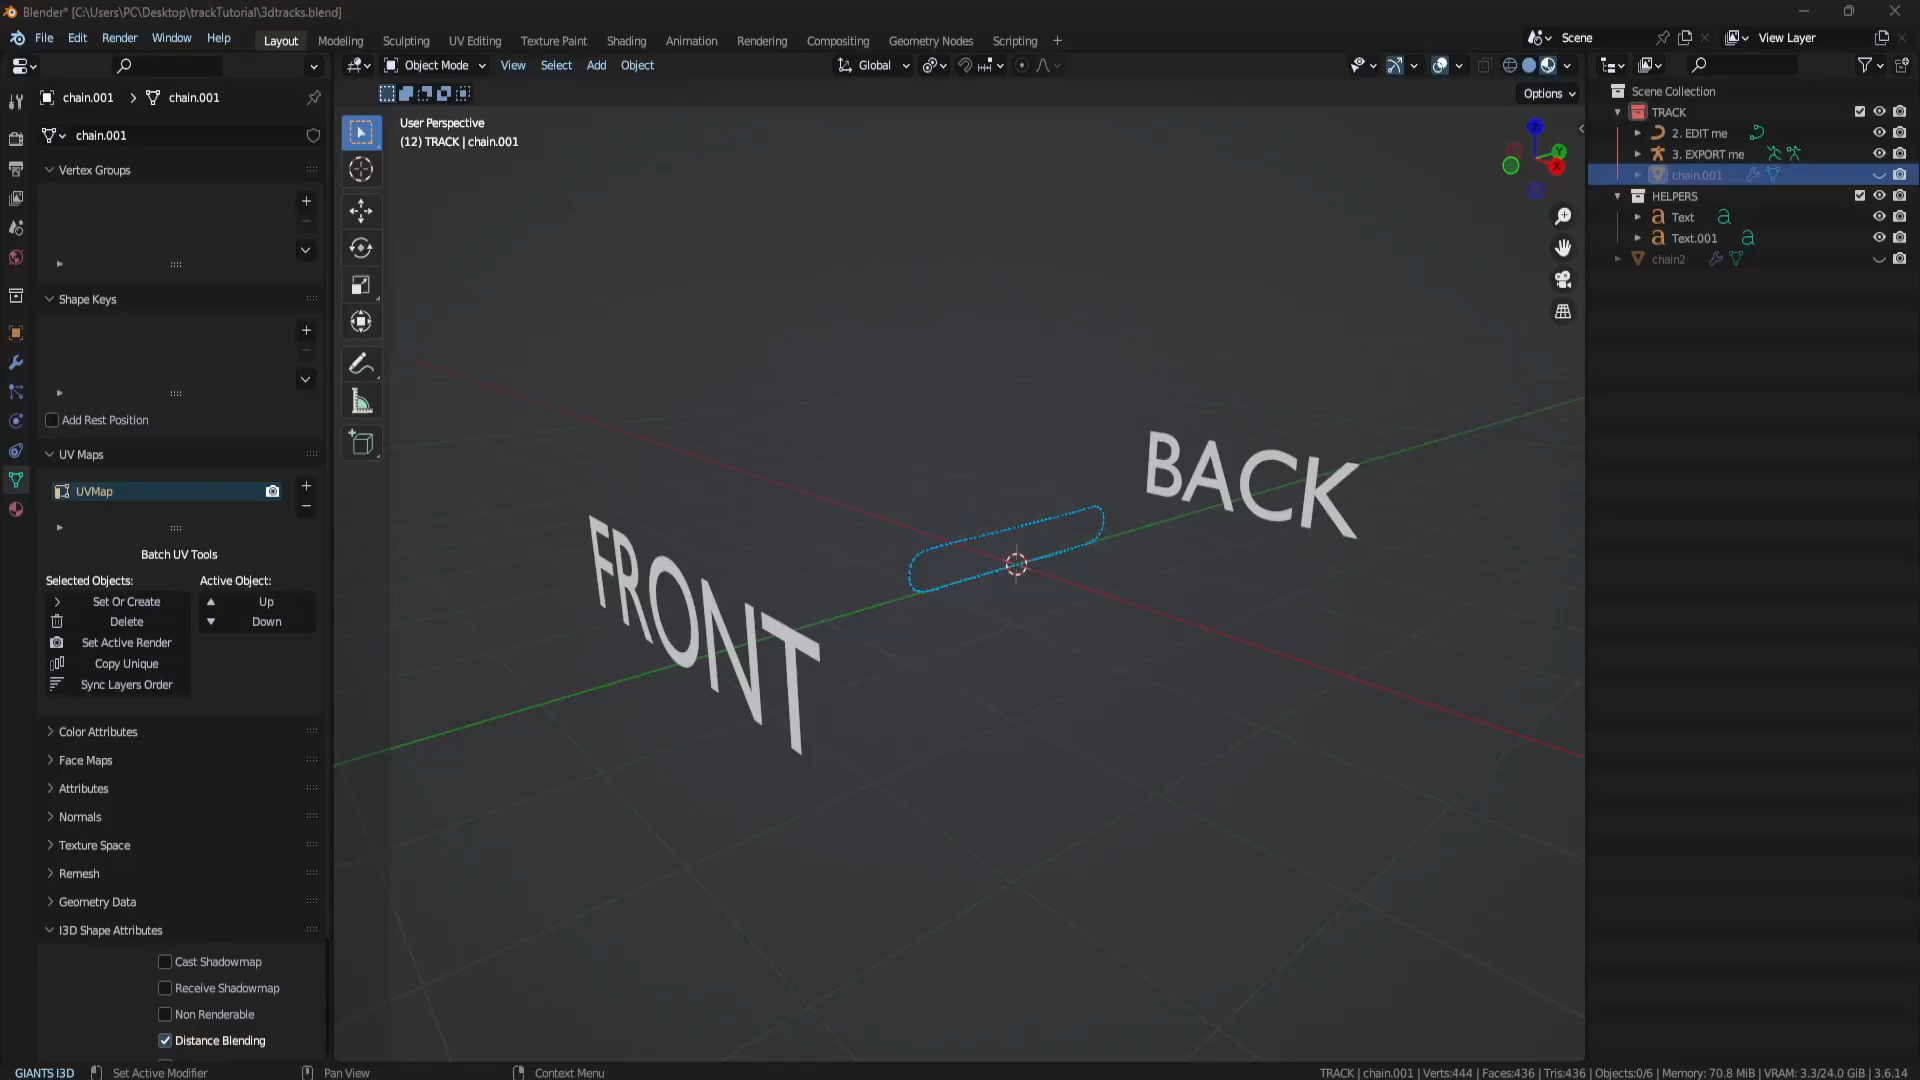 Blender* [C:\Users\PC\Desktop\trackTutorial\3dtracks.blend]
File Edit Render Window Help
Layout Modeling Sculpting UV Editing Texture Paint Shading Animation Rendering Compositing Geometry Nodes Scripting +
Scene
View Layer
Object Mode View Select Add Object
Global
Options
chain.001 > chain.001
chain.001
Vertex Groups
Shape Keys
Add Rest Position
UV Maps
UVMap
Batch UV Tools
Selected Objects: Active Object:
Set Or Create Up
Delete Down
Set Active Render
Copy Unique
Sync Layers Order
Color Attributes
Face Maps
Attributes
Normals
Texture Space
Remesh
Geometry Data
I3D Shape Attributes
Cast Shadowmap
Receive Shadowmap
Non Renderable
Distance Blending
User Perspective
(12) TRACK | chain.001
BACK
FRONT
Z
Y
X
Scene Collection
TRACK
2. EDIT me
3. EXPORT me
chain.001
HELPERS
Text
Text.001
chain2
GIANTS I3D Set Active Modifier Pan View Context Menu
TRACK | chain.001 | Verts:444 | Faces:436 | Tris:436 | Objects:0/6 | Memory: 70.8 MiB | VRAM: 3.3/24.0 GiB | 3.6.14